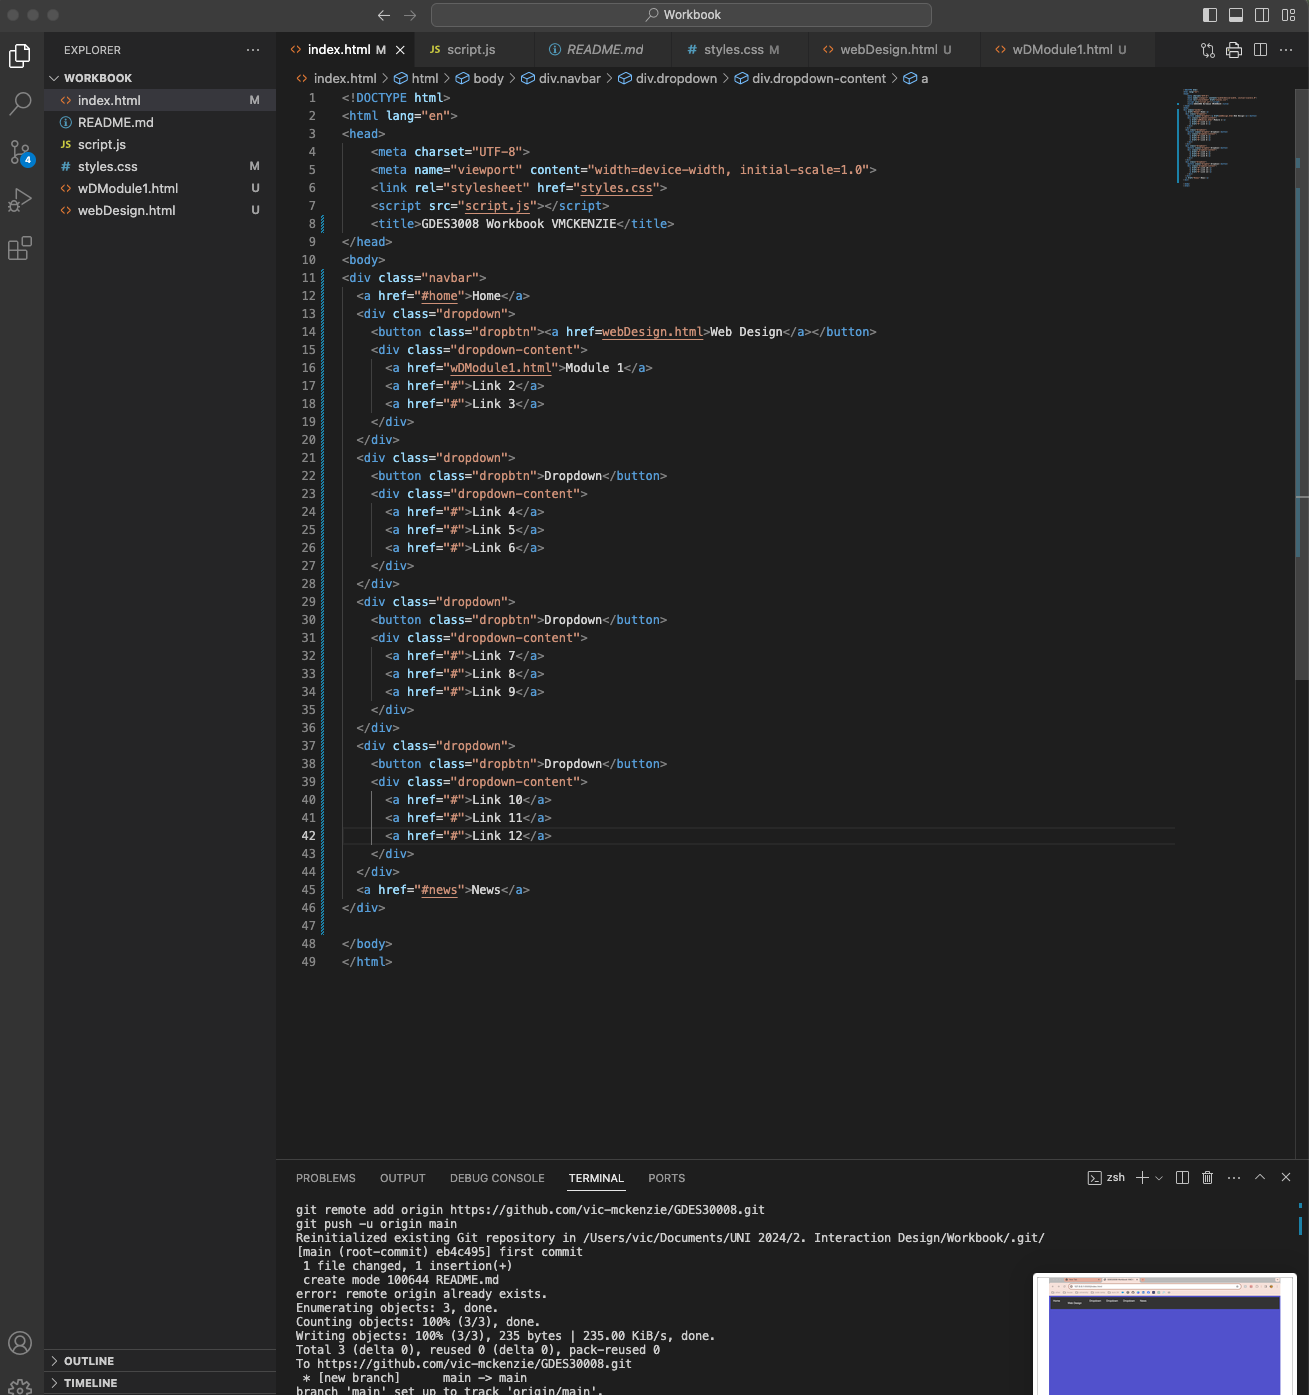 Workbook
EXPLORER
WORKBOOK
index.html M
README.md
script.js
styles.css M
wDModule1.html U
webDesign.html U
4
OUTLINE
TIMELINE
index.html M
JS script.js
README.md
# styles.css M
webDesign.html U
wDModule1.html U
index.html > html > body > div.navbar > div.dropdown > div.dropdown-content > a
1 <!DOCTYPE html>
2 <html lang="en">
3 <head>
4 <meta charset="UTF-8">
5 <meta name="viewport" content="width=device-width, initial-scale=1.0">
6 <link rel="stylesheet" href="styles.css">
7 <script src="script.js"></script>
8 <title>GDES3008 Workbook VMCKENZIE</title>
9 </head>
10 <body>
11 <div class="navbar">
12 <a href="#home">Home</a>
13 <div class="dropdown">
14 <button class="dropbtn"><a href=webDesign.html>Web Design</a></button>
15 <div class="dropdown-content">
16 <a href="wDModule1.html">Module 1</a>
17 <a href="#">Link 2</a>
18 <a href="#">Link 3</a>
19 </div>
20 </div>
21 <div class="dropdown">
22 <button class="dropbtn">Dropdown</button>
23 <div class="dropdown-content">
24 <a href="#">Link 4</a>
25 <a href="#">Link 5</a>
26 <a href="#">Link 6</a>
27 </div>
28 </div>
29 <div class="dropdown">
30 <button class="dropbtn">Dropdown</button>
31 <div class="dropdown-content">
32 <a href="#">Link 7</a>
33 <a href="#">Link 8</a>
34 <a href="#">Link 9</a>
35 </div>
36 </div>
37 <div class="dropdown">
38 <button class="dropbtn">Dropdown</button>
39 <div class="dropdown-content">
40 <a href="#">Link 10</a>
41 <a href="#">Link 11</a>
42 <a href="#">Link 12</a>
43 </div>
44 </div>
45 <a href="#news">News</a>
46 </div>
47
48 </body>
49 </html>
PROBLEMS OUTPUT DEBUG CONSOLE TERMINAL PORTS zsh
git remote add origin https://github.com/vic-mckenzie/GDES30008.git
git push -u origin main
Reinitialized existing Git repository in /Users/vic/Documents/UNI 2024/2. Interaction Design/Workbook/.git/
[main (root-commit) eb4c495] first commit
1 file changed, 1 insertion(+)
create mode 100644 README.md
error: remote origin already exists.
Enumerating objects: 3, done.
Counting objects: 100% (3/3), done.
Writing objects: 100% (3/3), 235 bytes | 235.00 KiB/s, done.
Total 3 (delta 0), reused 0 (delta 0), pack-reused 0
To https://github.com/vic-mckenzie/GDES30008.git
* [new branch] main -> main
branch 'main' set up to track 'origin/main'.